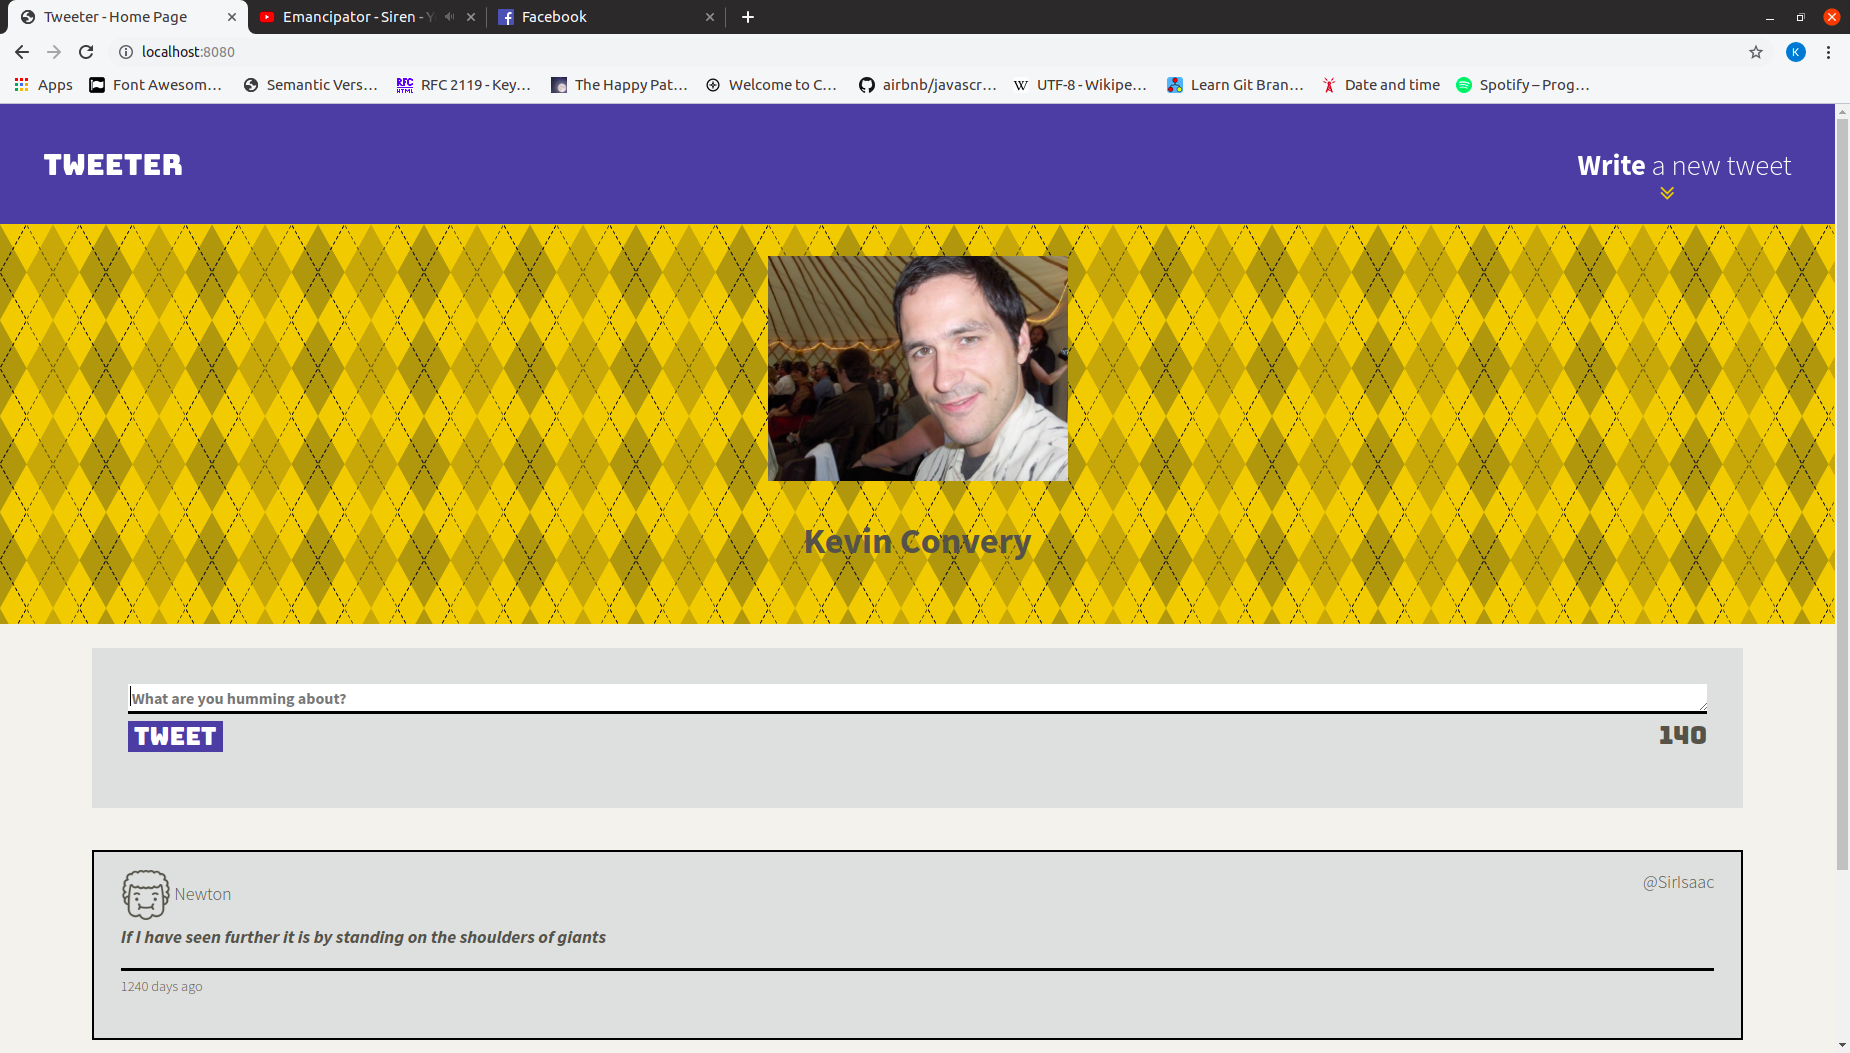 Tweeter - Home Page
Emancipator - Siren - Y
Facebook
localhost:8080
K
Apps
Font Awesom…
Semantic Vers…
RFC 2119 - Key…
The Happy Pat…
Welcome to C…
airbnb/javascr…
UTF-8 - Wikipe…
Learn Git Bran…
Date and time
Spotify – Prog…
TWEETER
Write a new tweet
Kevin Convery
What are you humming about?
TWEET
140
Newton
@SirIsaac
If I have seen further it is by standing on the shoulders of giants
1240 days ago